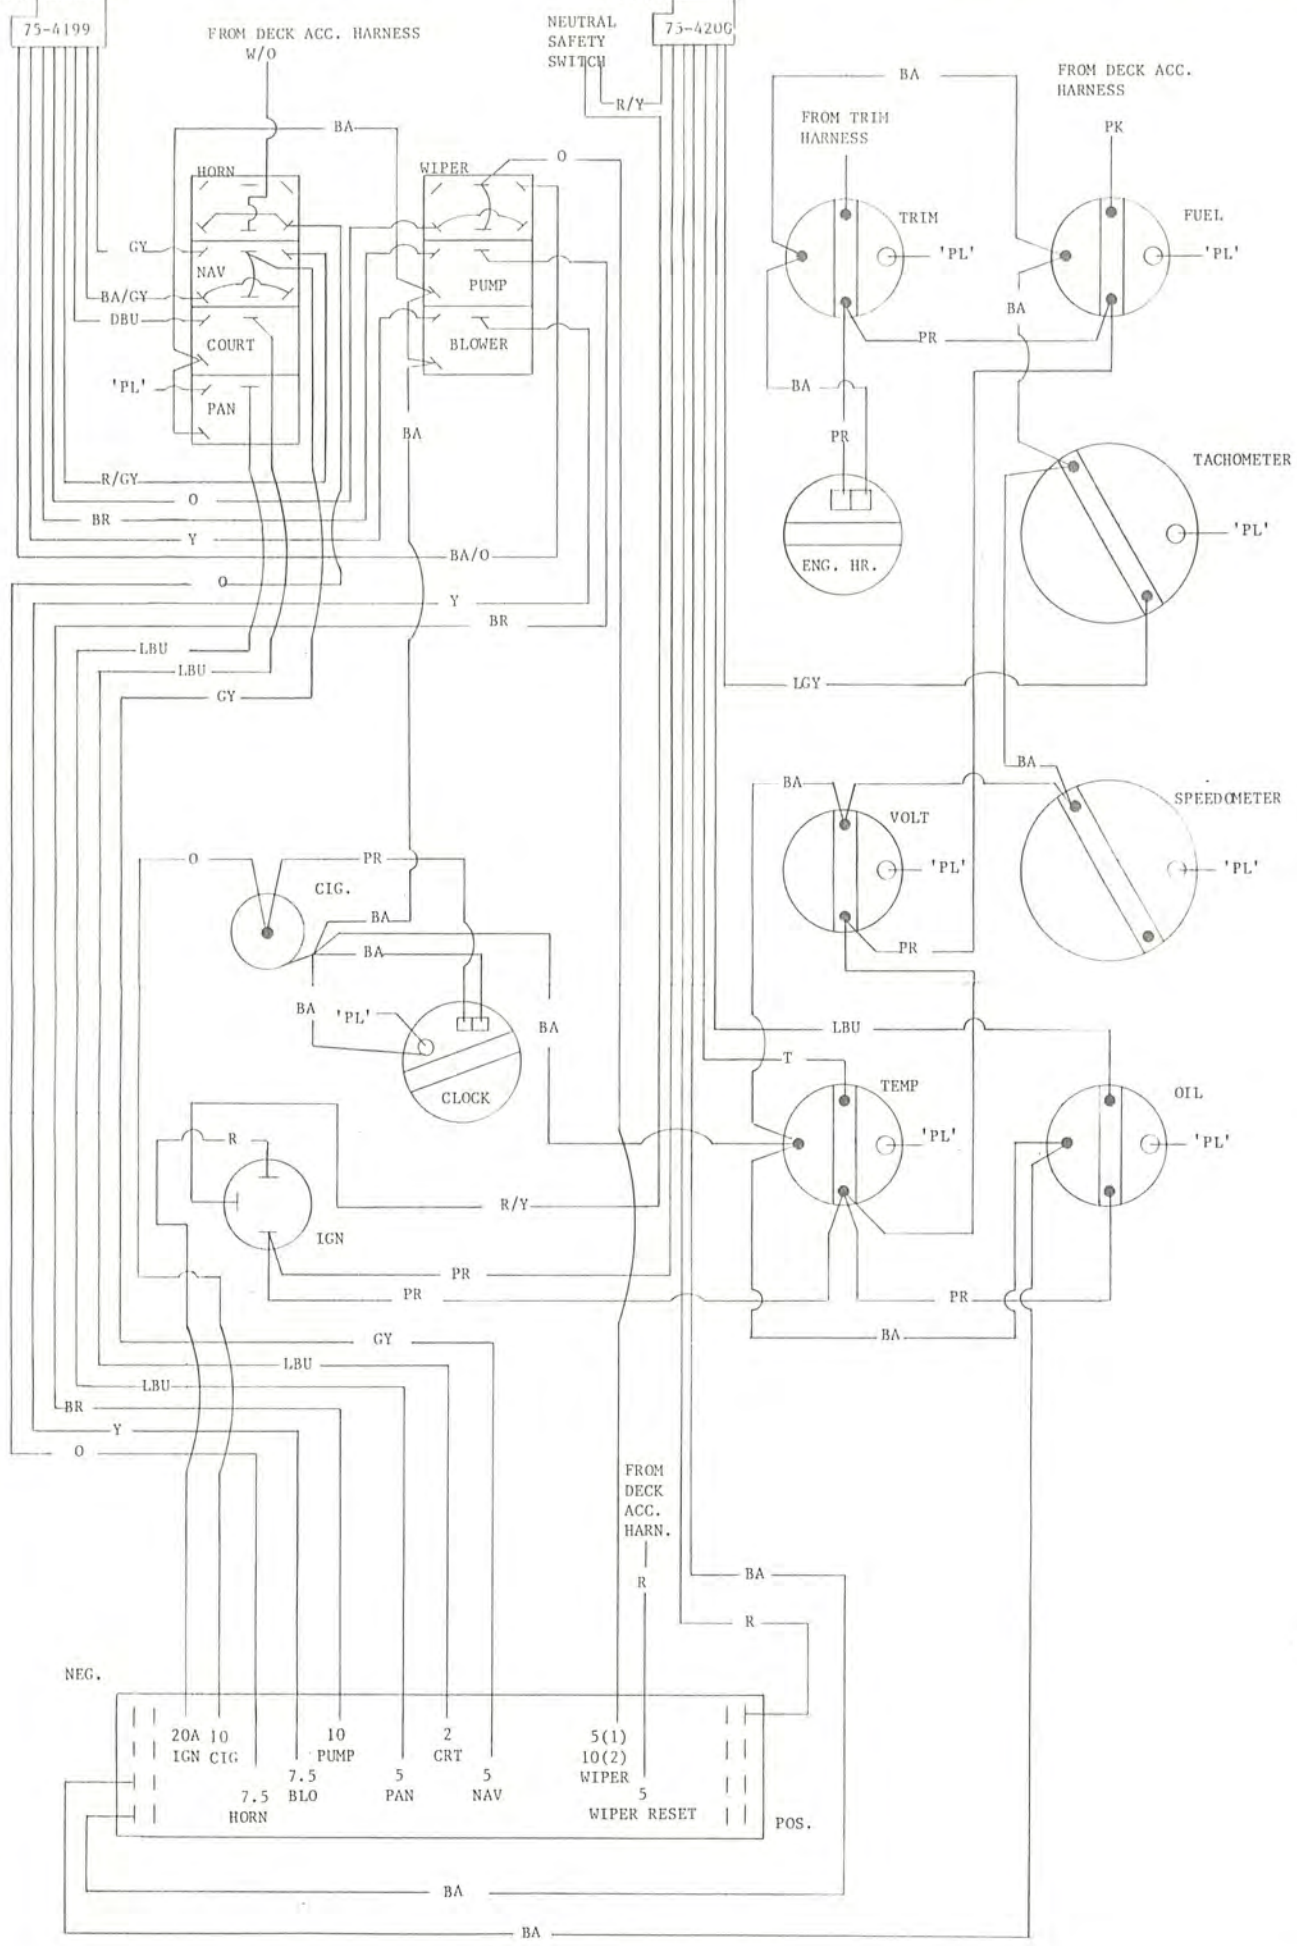 75-4199
FROM DECK ACC. HARNESS
W/O
NEUTRAL
SAFETY
SWITCH
75-4200
R/Y
BA
FROM DECK ACC.
HARNESS
FROM TRIM
HARNESS
PK
BA
HORN
WIPER
O
TRIM
'PL'
FUEL
'PL'
GY
NAV
BA/GY
DBU
COURT
'PL'
PAN
PUMP
BLOWER
BA
PR
BA
BA
PR
ENG. HR.
TACHOMETER
'PL'
R/GY
O
BR
Y
BA/O
O
Y
BR
LBU
LBU
GY
LGY
BA
BA
VOLT
'PL'
SPEEDOMETER
'PL'
PR
O
PR
CIG.
BA
BA
BA
'PL'
CLOCK
BA
LBU
T
TEMP
'PL'
OIL
'PL'
R
R/Y
IGN
PR
PR
PR
BA
GY
LBU
LBU
BR
Y
O
FROM
DECK
ACC.
HARN.
R
BA
R
NEG.
20A
IGN
10
CIG
7.5
HORN
7.5
BLO
10
PUMP
5
PAN
2
CRT
5
NAV
5(1)
10(2)
WIPER
5
WIPER RESET
POS.
BA
BA